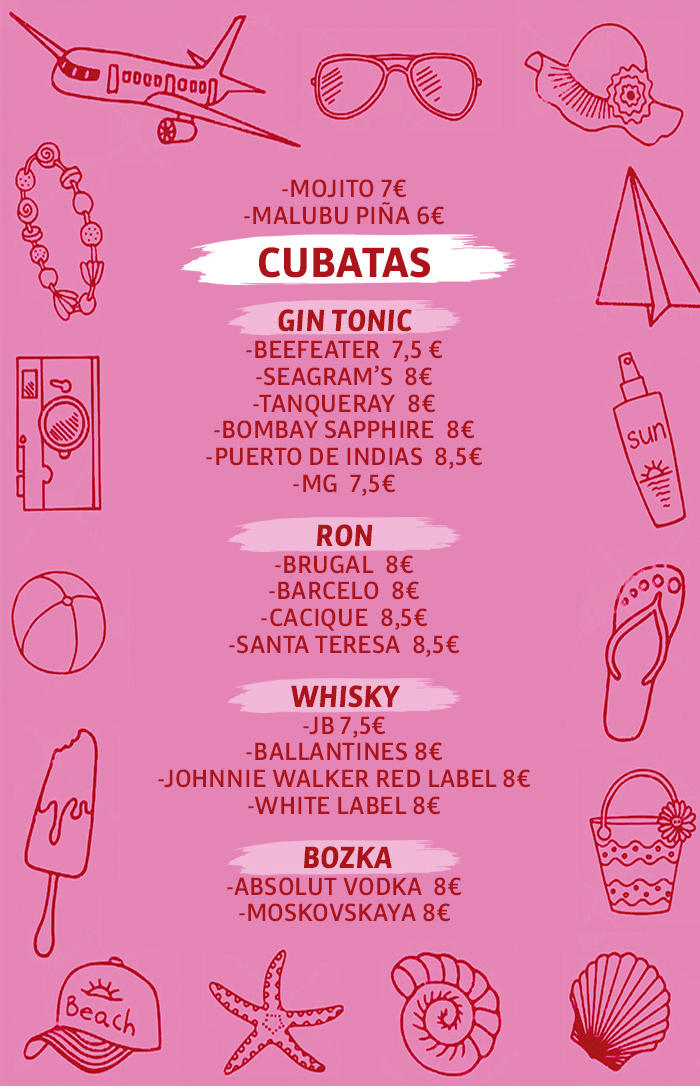 -MOJITO 7€
-MALUBU PIÑA 6€
CUBATAS
GIN TONIC
-BEEFEATER 7,5 €
-SEAGRAM'S 8€
-TANQUERAY 8€
-BOMBAY SAPPHIRE 8€
-PUERTO DE INDIAS 8,5€
-MG 7,5€
sun
RON
-BRUGAL 8€
-BARCELO 8€
-CACIQUE 8,5€
-SANTA TERESA 8,5€
WHISKY
-JB 7,5€
-BALLANTINES 8€
-JOHNNIE WALKER RED LABEL 8€
-WHITE LABEL 8€
BOZKA
-ABSOLUT VODKA 8€
-MOSKOVSKAYA 8€
Beach